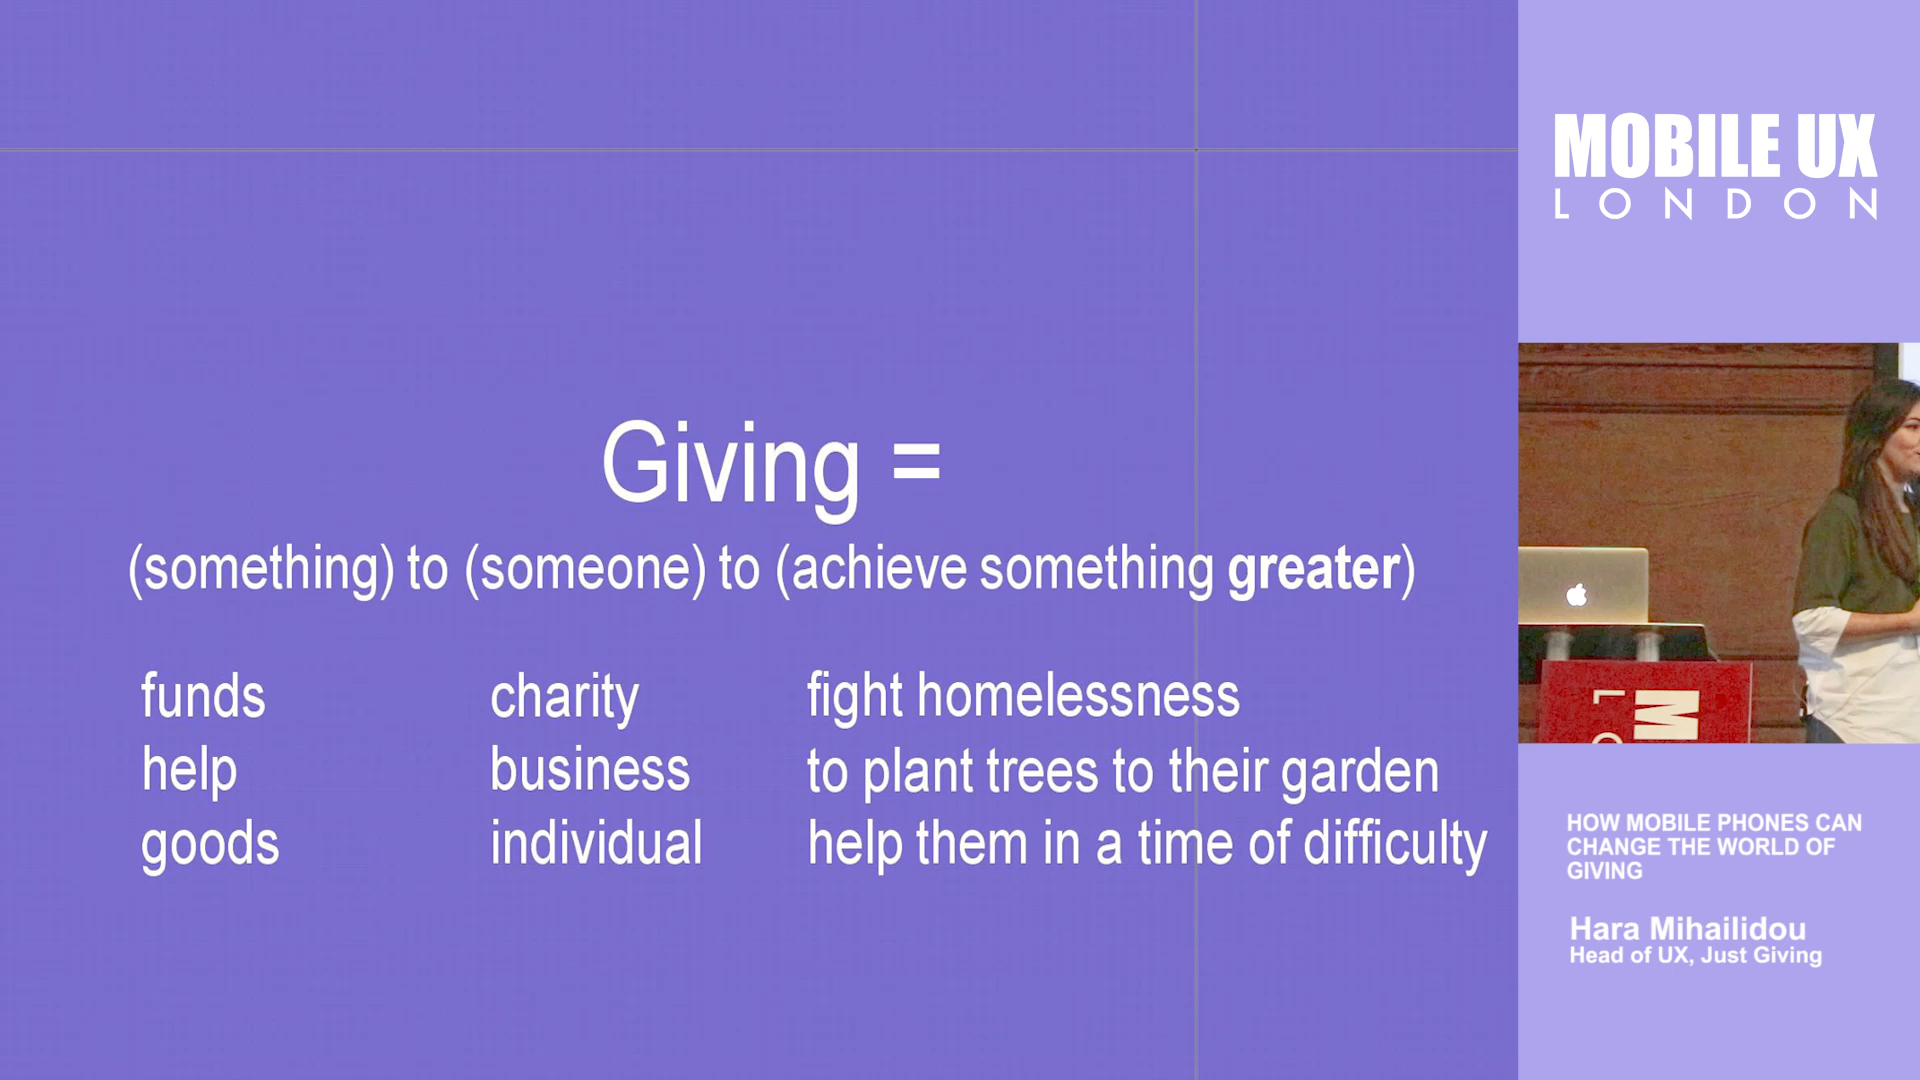 Giving =
(something) to (someone) to (achieve something greater)
funds charity fight homelessness
help business to plant trees to their garden
goods individual help them in a time of difficulty
MOBILE UX
LONDON
M
L
HOW MOBILE PHONES CAN
CHANGE THE WORLD OF
GIVING
Hara Mihailidou
Head of UX, Just Giving